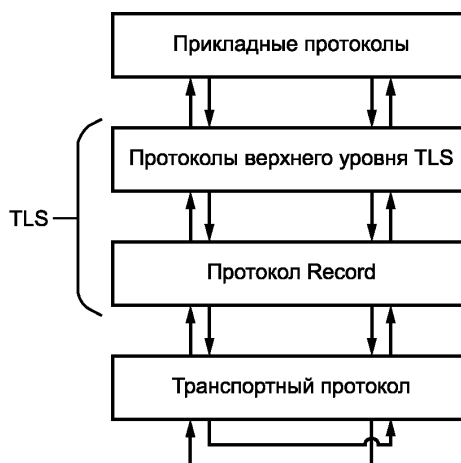 Прикладные протоколы
Протоколы верхнего уровня TLS
TLS
Протокол Record
Транспортный протокол